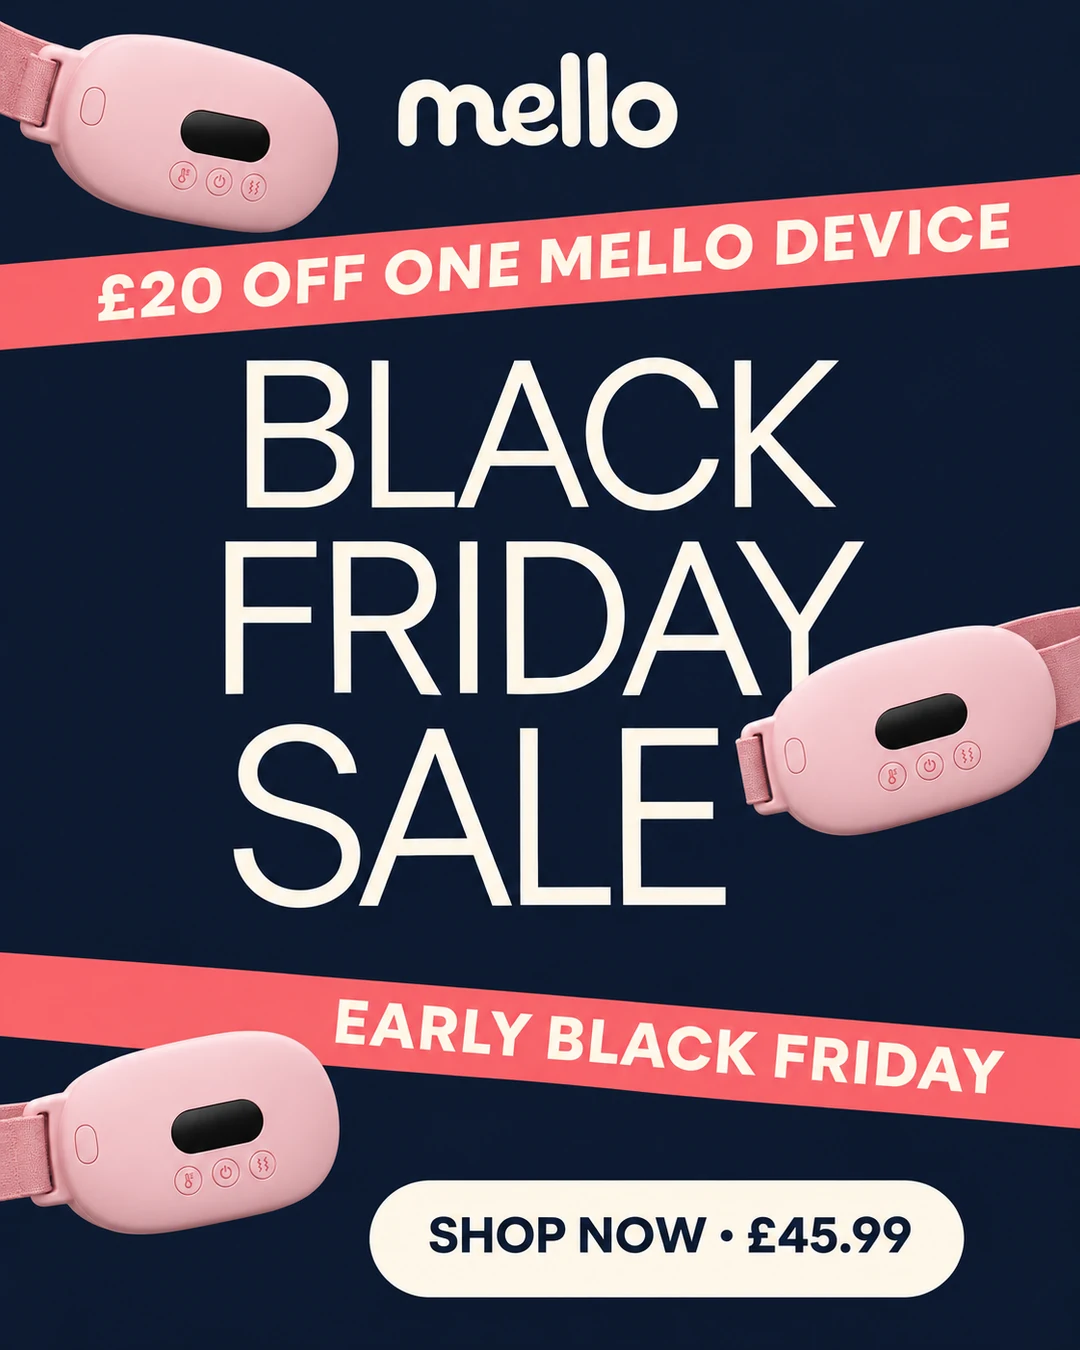 mello
£20 OFF ONE MELLO DEVICE
BLACK
FRIDAY
SALE
EARLY BLACK FRIDAY
SHOP NOW • £45.99